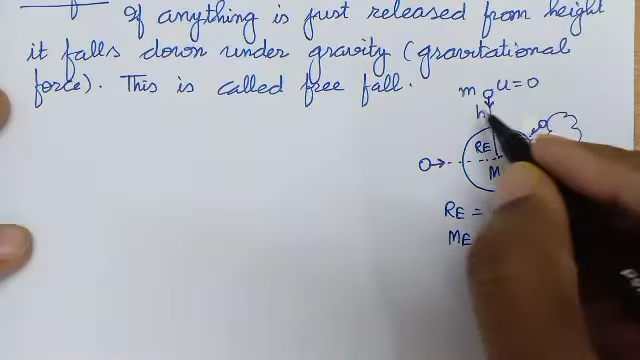 If anything is just released from height
it falls down under gravity (gravitational
force). This is called free fall.
m u=0
h
RE
M
RE =
ME